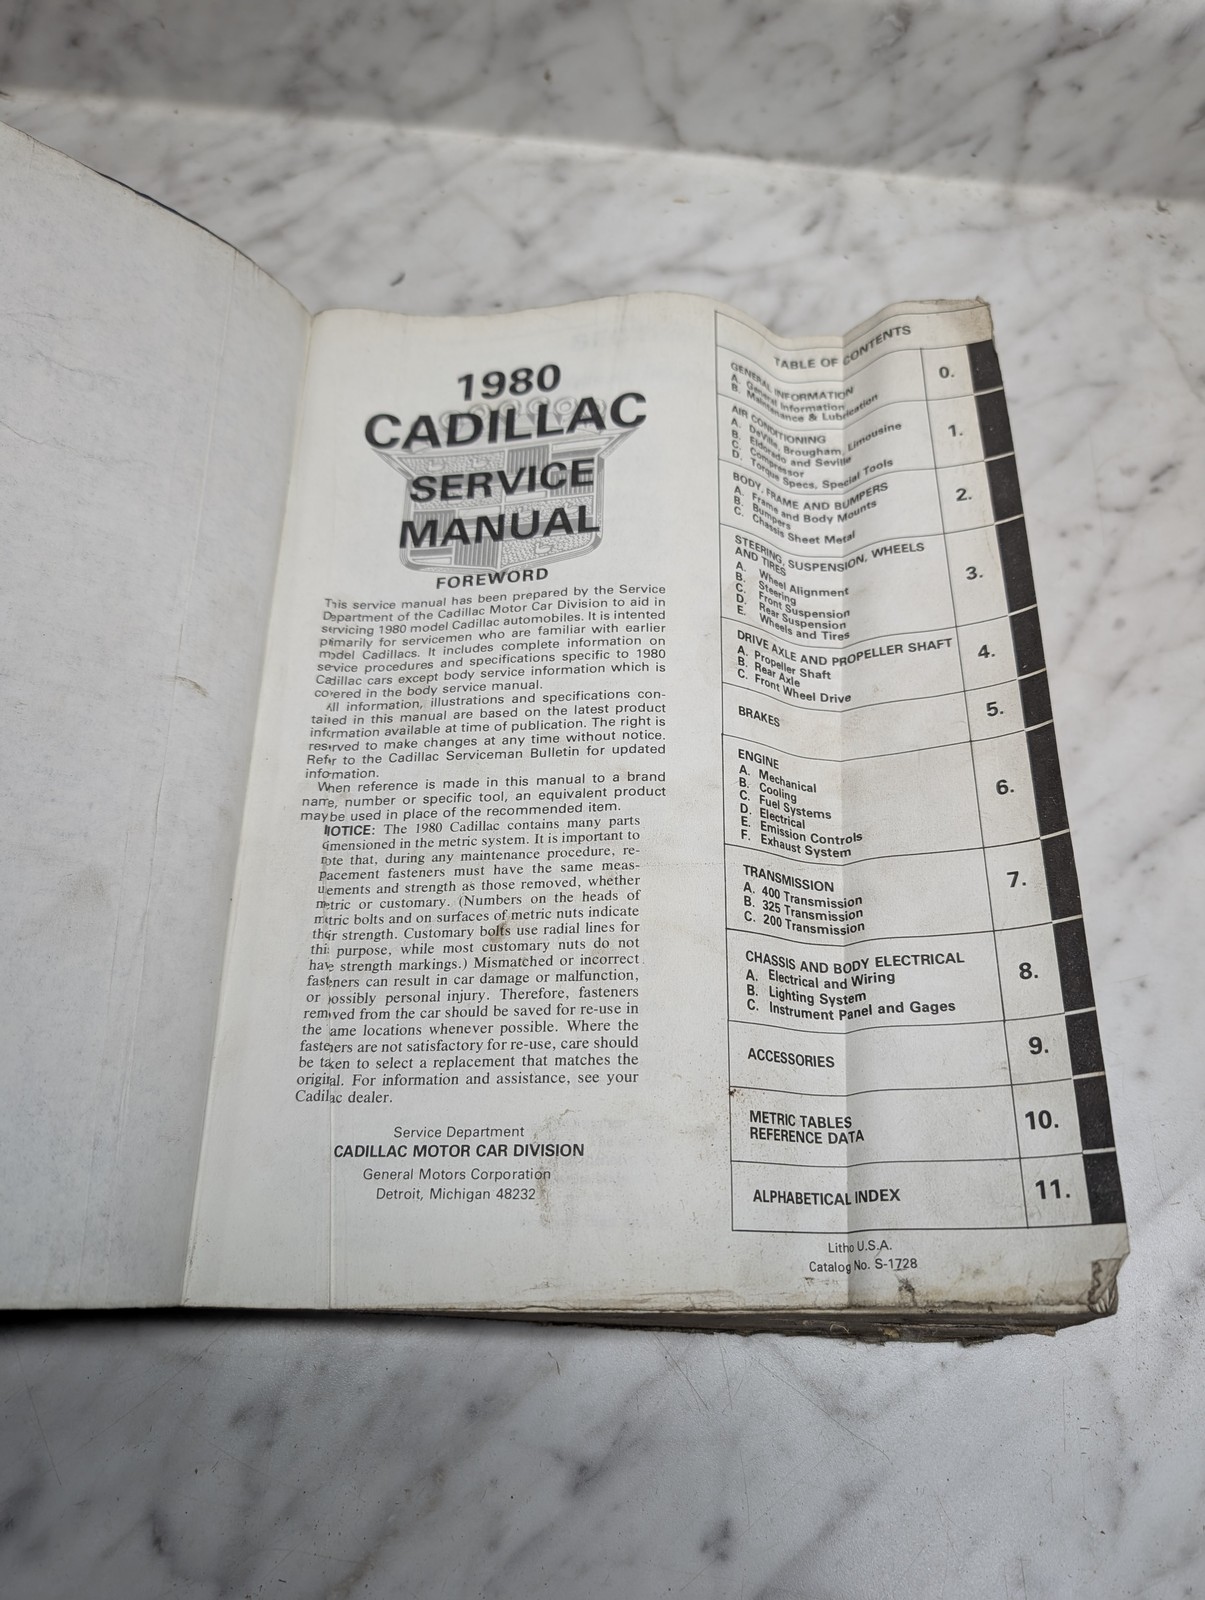 1980
CADILLAC
SERVICE
MANUAL
FOREWORD
This service manual has been prepared by the Service
Department of the Cadillac Motor Car Division to aid in
servicing 1980 model Cadillac automobiles. It is intented
primarily for servicemen who are familiar with earlier
model Cadillacs. It includes complete information on
service procedures and specifications specific to 1980
Cadillac cars except body service information which is
covered in the body service manual.
All information, illustrations and specifications con-
tained in this manual are based on the latest product
information available at time of publication. The right is
reserved to make changes at any time without notice.
Refer to the Cadillac Serviceman Bulletin for updated
information.
When reference is made in this manual to a brand
name, number or specific tool, an equivalent product
may be used in place of the recommended item.
NOTICE: The 1980 Cadillac contains many parts
dimensioned in the metric system. It is important to
note that, during any maintenance procedure, re-
placement fasteners must have the same meas-
urements and strength as those removed, whether
metric or customary. (Numbers on the heads of
metric bolts and on surfaces of metric nuts indicate
their strength. Customary bolts use radial lines for
this purpose, while most customary nuts do not
have strength markings.) Mismatched or incorrect
fasteners can result in car damage or malfunction,
or possibly personal injury. Therefore, fasteners
removed from the car should be saved for re-use in
the same locations whenever possible. Where the
fasteners are not satisfactory for re-use, care should
be taken to select a replacement that matches the
original. For information and assistance, see your
Cadillac dealer.
Service Department
CADILLAC MOTOR CAR DIVISION
General Motors Corporation
Detroit, Michigan 48232
TABLE OF CONTENTS
GENERAL INFORMATION 0.
A. General Information
B. Maintenance & Lubrication
AIR CONDITIONING 1.
A. DeVille, Brougham, Limousine
B. Eldorado and Seville
C. Compressor
D. Torque Specs, Special Tools
BODY, FRAME AND BUMPERS 2.
A. Frame and Body Mounts
B. Bumpers
C. Chassis Sheet Metal
STEERING, SUSPENSION, WHEELS
AND TIRES 3.
A. Wheel Alignment
B. Steering
C. Front Suspension
D. Rear Suspension
E. Wheels and Tires
DRIVE AXLE AND PROPELLER SHAFT 4.
A. Propeller Shaft
B. Rear Axle
C. Front Wheel Drive
BRAKES 5.
ENGINE 6.
A. Mechanical
B. Cooling
C. Fuel Systems
D. Electrical
E. Emission Controls
F. Exhaust System
TRANSMISSION 7.
A. 400 Transmission
B. 325 Transmission
C. 200 Transmission
CHASSIS AND BODY ELECTRICAL 8.
A. Electrical and Wiring
B. Lighting System
C. Instrument Panel and Gages
ACCESSORIES 9.
METRIC TABLES 10.
REFERENCE DATA
ALPHABETICAL INDEX 11.
Litho U.S.A.
Catalog No. S-1728